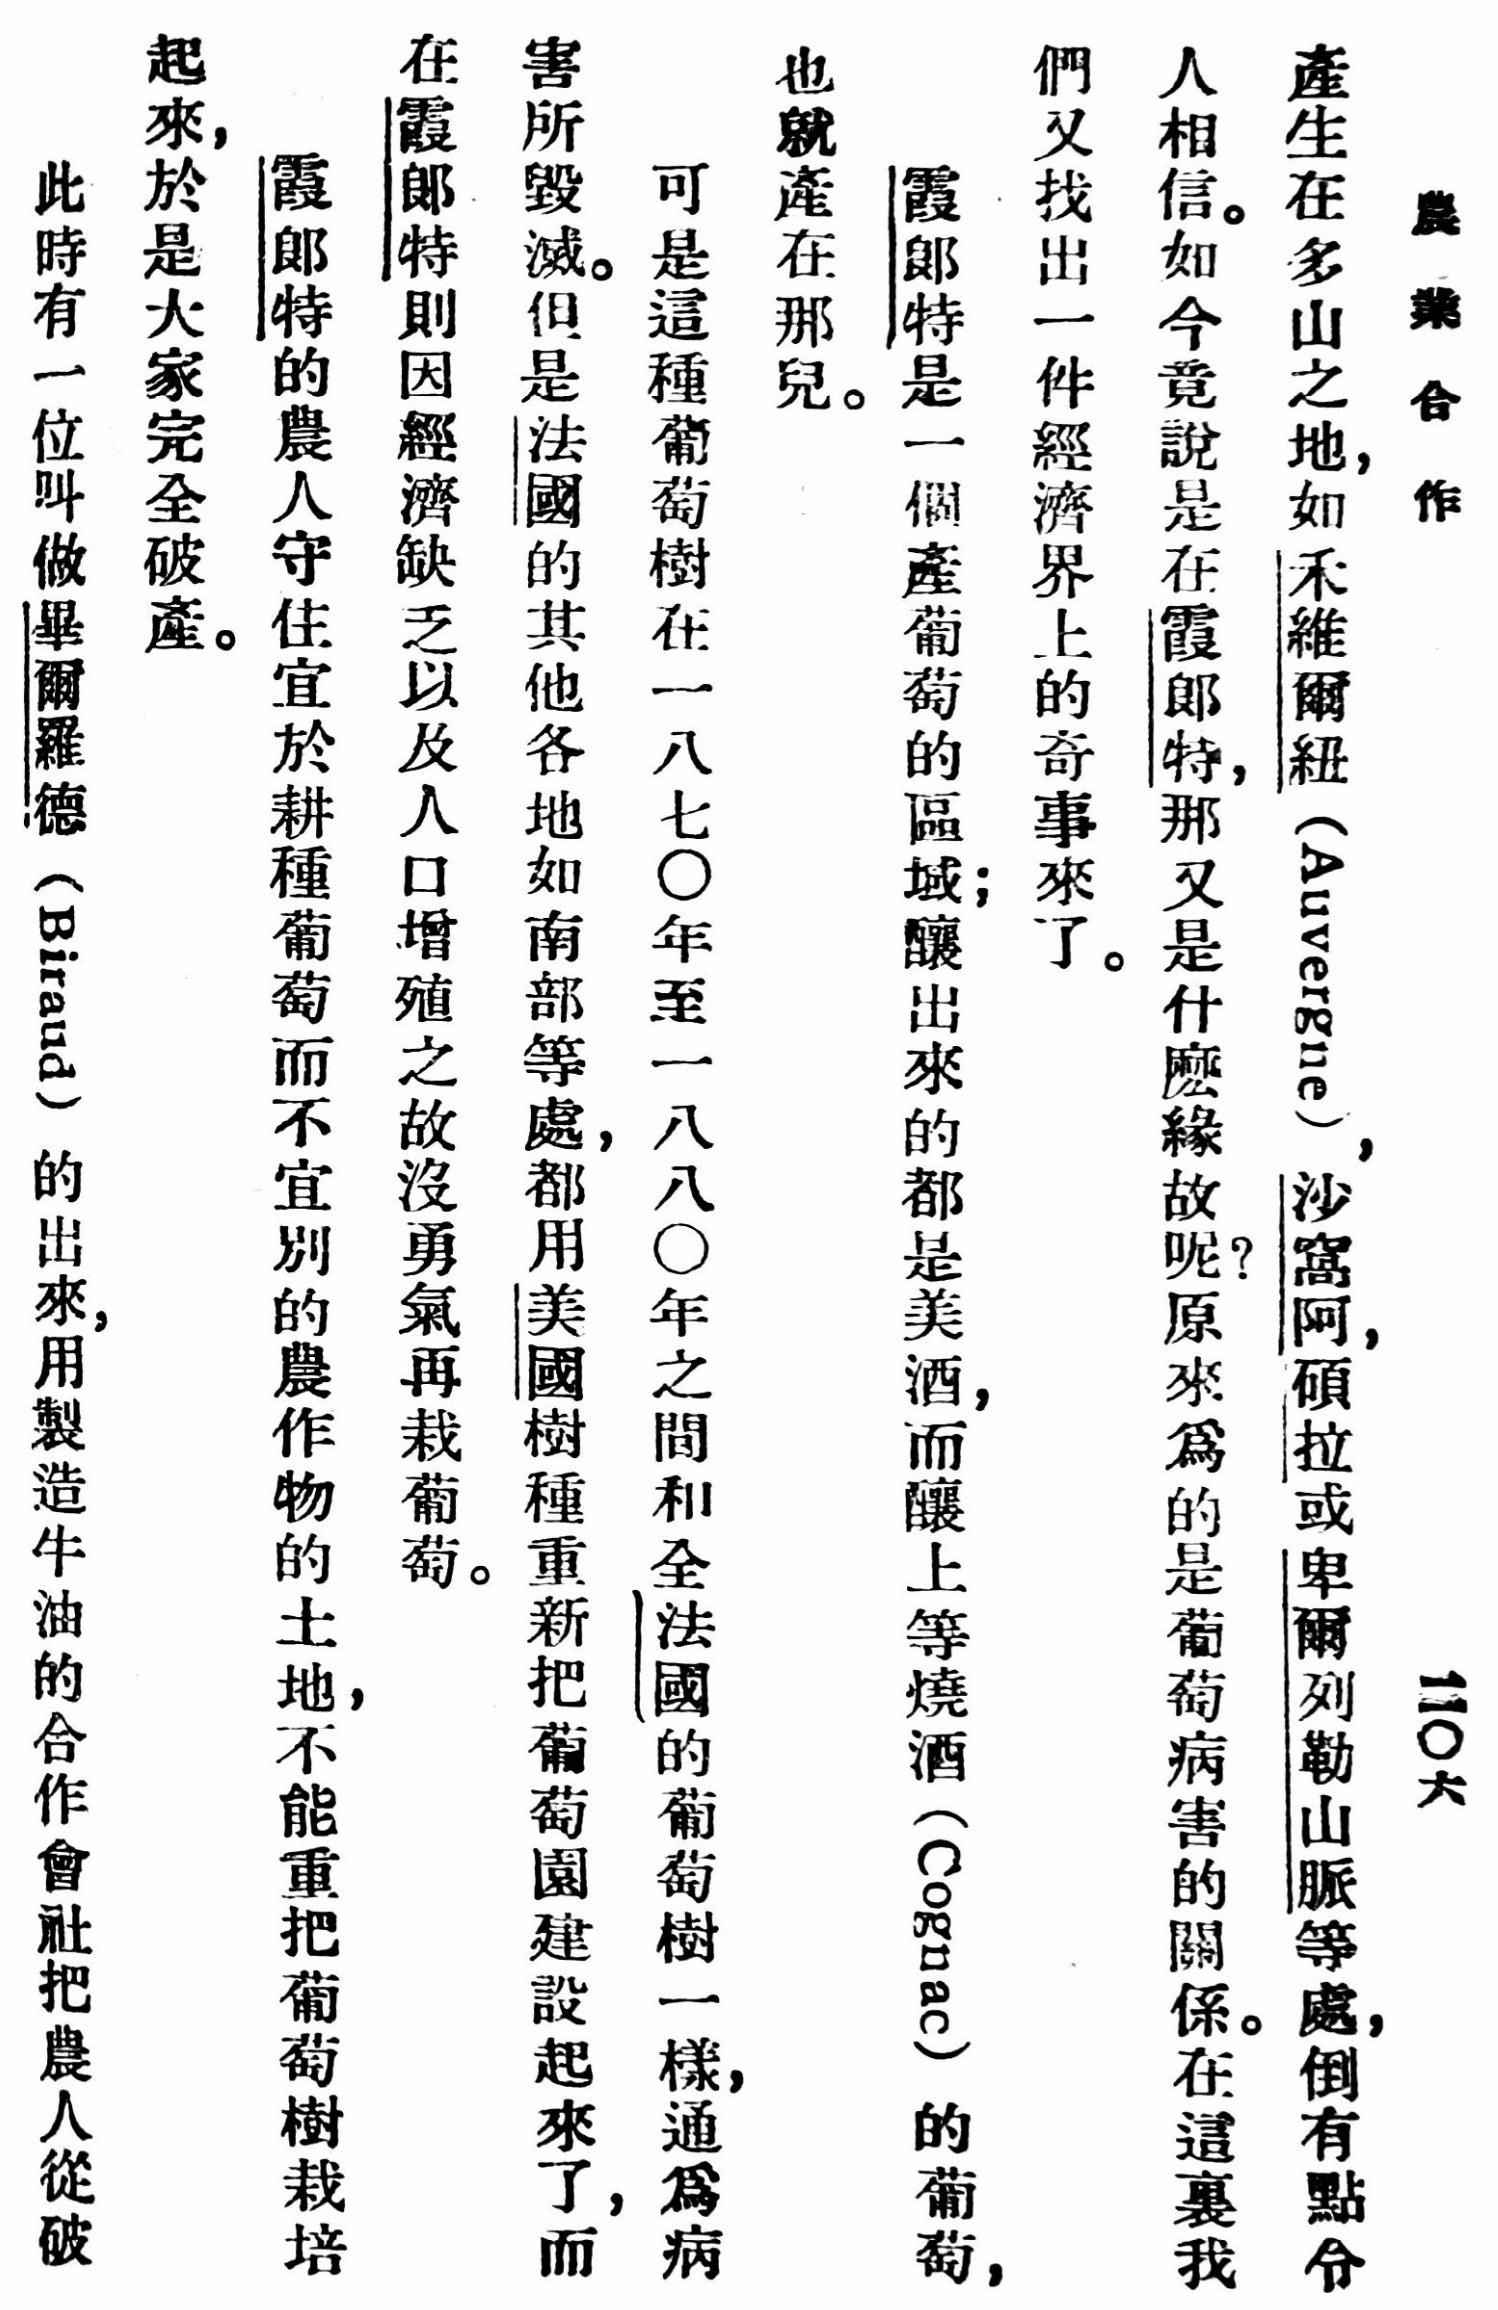 農業合作 二〇六
產生在多山之地，如禾維爾紐（Auvergne），沙窩阿，碩拉或卑爾列勒山脈等處，倒有點令
人相信。如今竟說是在霞郞特，那又是什麽緣故呢？原來爲的是葡萄病害的關係。在這裏我
們又找出一件經濟界上的奇事來了。
霞郞特是一個產葡萄的區域；釀出來的都是美酒，而釀上等燒酒（Cognac）的葡萄，
也就產在那兒。
可是這種葡萄樹在一八七〇年至一八八〇年之間和全法國的葡萄樹一樣，通爲病
害所毀滅。但是法國的其他各地如南部等處，都用美國樹種重新把葡萄園建設起來了，而
在霞郞特則因經濟缺乏以及人口增殖之故沒勇氣再栽葡萄。
霞郞特的農人守住宜於耕種葡萄而不宜別的農作物的土地，不能重把葡萄樹栽培
起來，於是大家完全破產。
此時有一位叫做畢爾羅德（Biraud）的出來，用製造牛油的合作會社把農人從破